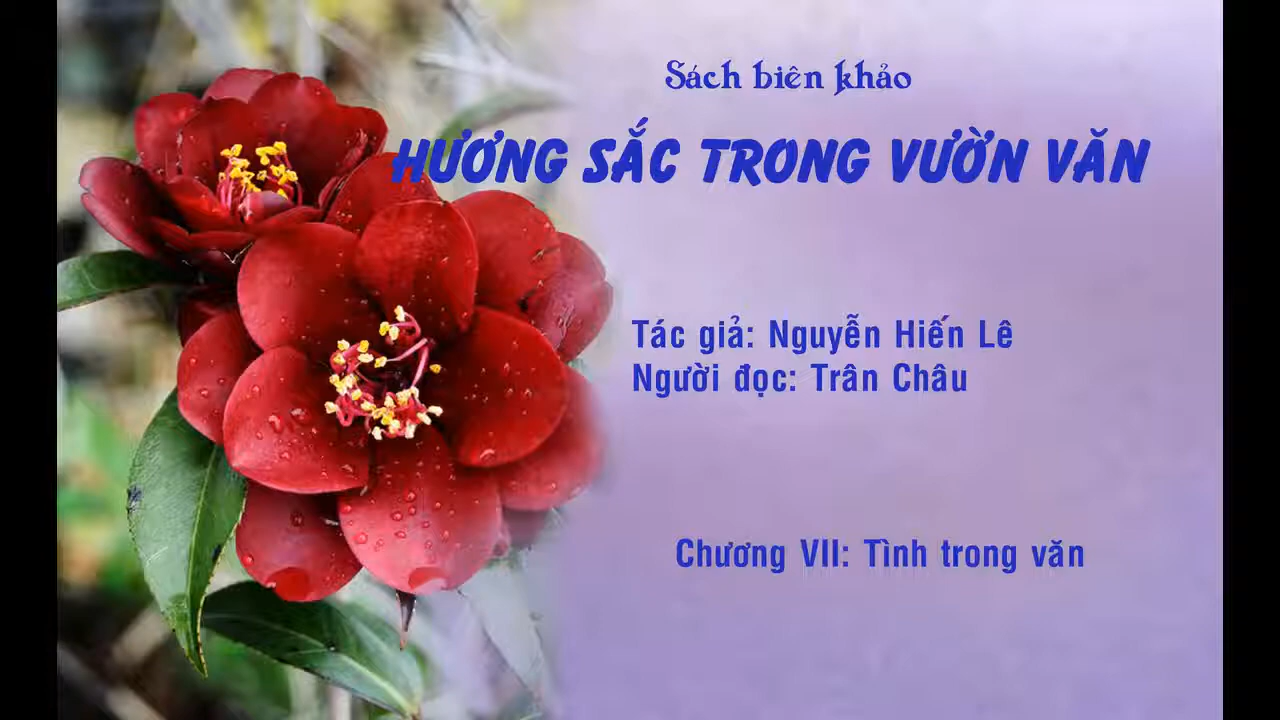 Sách biên khảo
HƯƠNG SẮC TRONG VƯỜN VĂN
Tác giả: Nguyễn Hiến Lê
Người đọc: Trân Châu
Chương VII: Tình trong văn